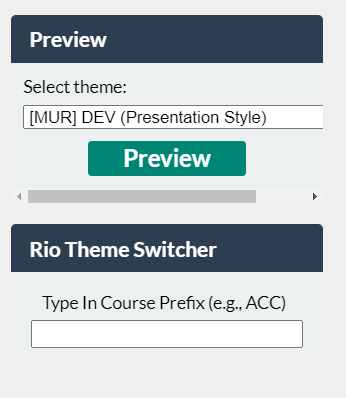 Preview
Select theme:
[MUR] DEV (Presentation Style)
Preview
Rio Theme Switcher
Type In Course Prefix (e.g., ACC)